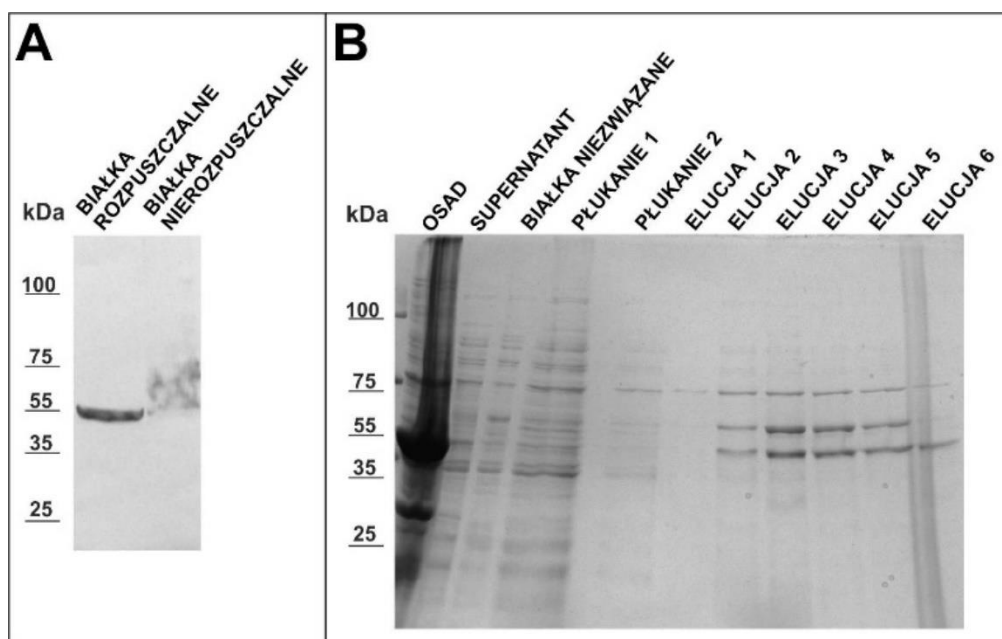 A
BIAŁKA
ROZPUSZCZALNE
BIAŁKA
NIEROZPUSZCZALNE
kDa
100
75
55
35
25
B
OSAD
SUPERNATANT
BIAŁKA NIEZWIĄZANE
PŁUKANIE 1
PŁUKANIE 2
ELUCJA 1
ELUCJA 2
ELUCJA 3
ELUCJA 4
ELUCJA 5
ELUCJA 6
kDa
100
75
55
35
25